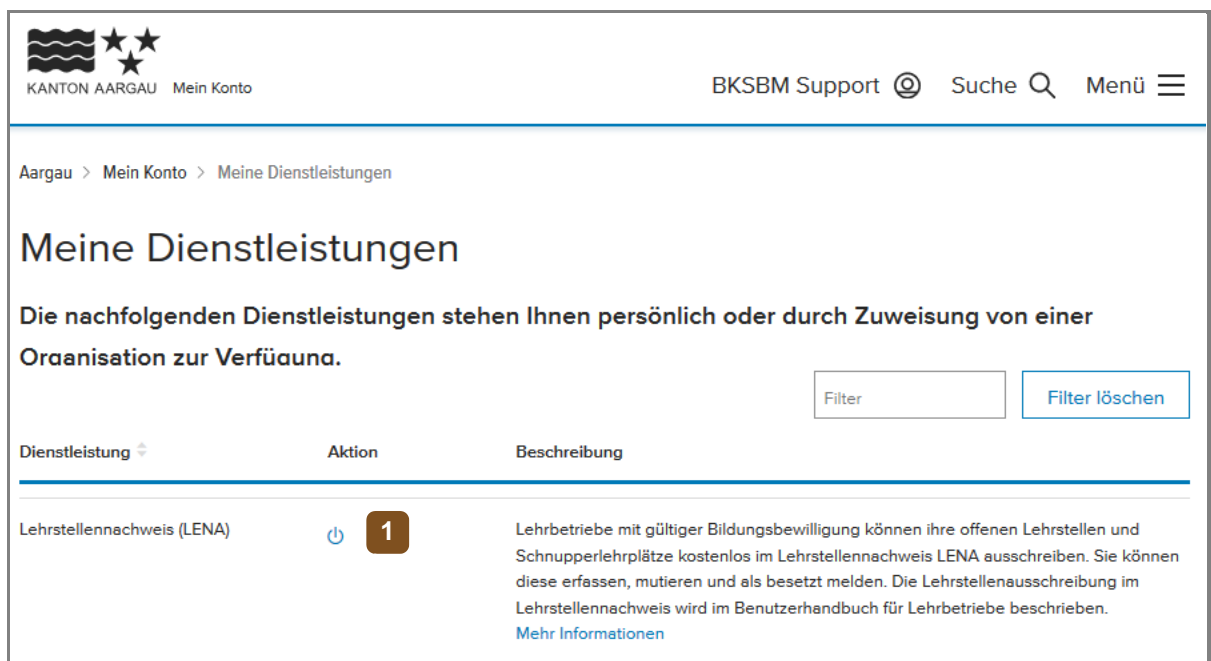 KANTON AARGAU Mein Konto
BKSBM Support Suche Menü
Aargau > Mein Konto > Meine Dienstleistungen
Meine Dienstleistungen
Die nachfolgenden Dienstleistungen stehen Ihnen persönlich oder durch Zuweisung von einer
Organisation zur Verfügung.
Filter Filter löschen
Dienstleistung Aktion Beschreibung
Lehrstellennachweis (LENA) 1 Lehrbetriebe mit gültiger Bildungsbewilligung können ihre offenen Lehrstellen und
Schnupperlehrplätze kostenlos im Lehrstellennachweis LENA ausschreiben. Sie können
diese erfassen, mutieren und als besetzt melden. Die Lehrstellenausschreibung im
Lehrstellennachweis wird im Benutzerhandbuch für Lehrbetriebe beschrieben.
Mehr Informationen